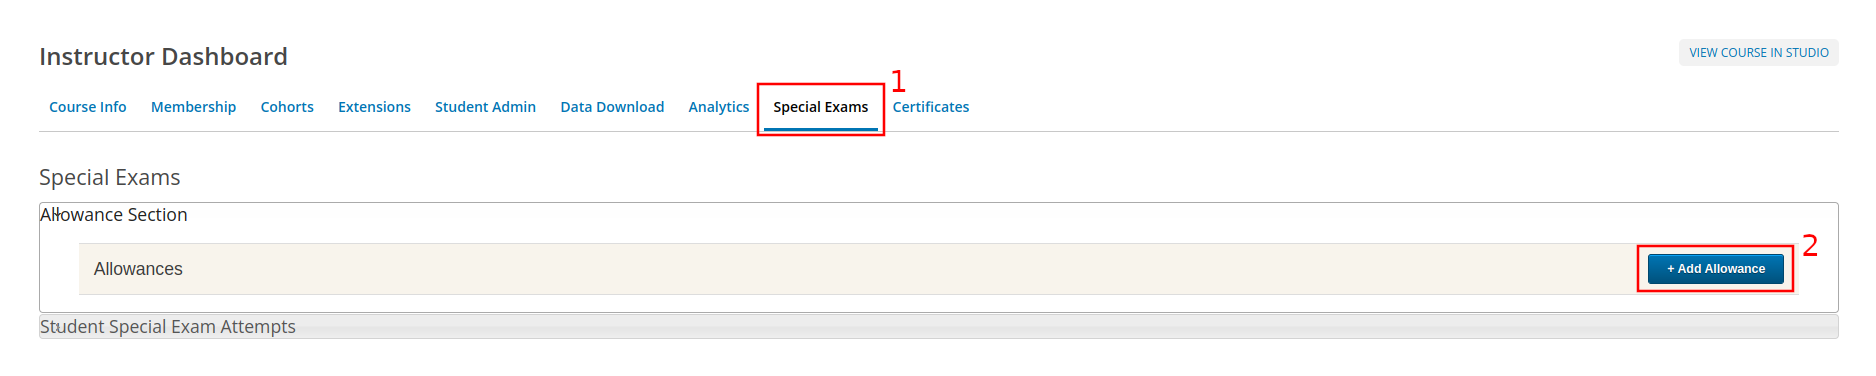 Instructor Dashboard
VIEW COURSE IN STUDIO
1
Course Info Membership Cohorts Extensions Student Admin Data Download Analytics Special Exams Certificates
Special Exams
Allowance Section
2
Allowances + Add Allowance
Student Special Exam Attempts